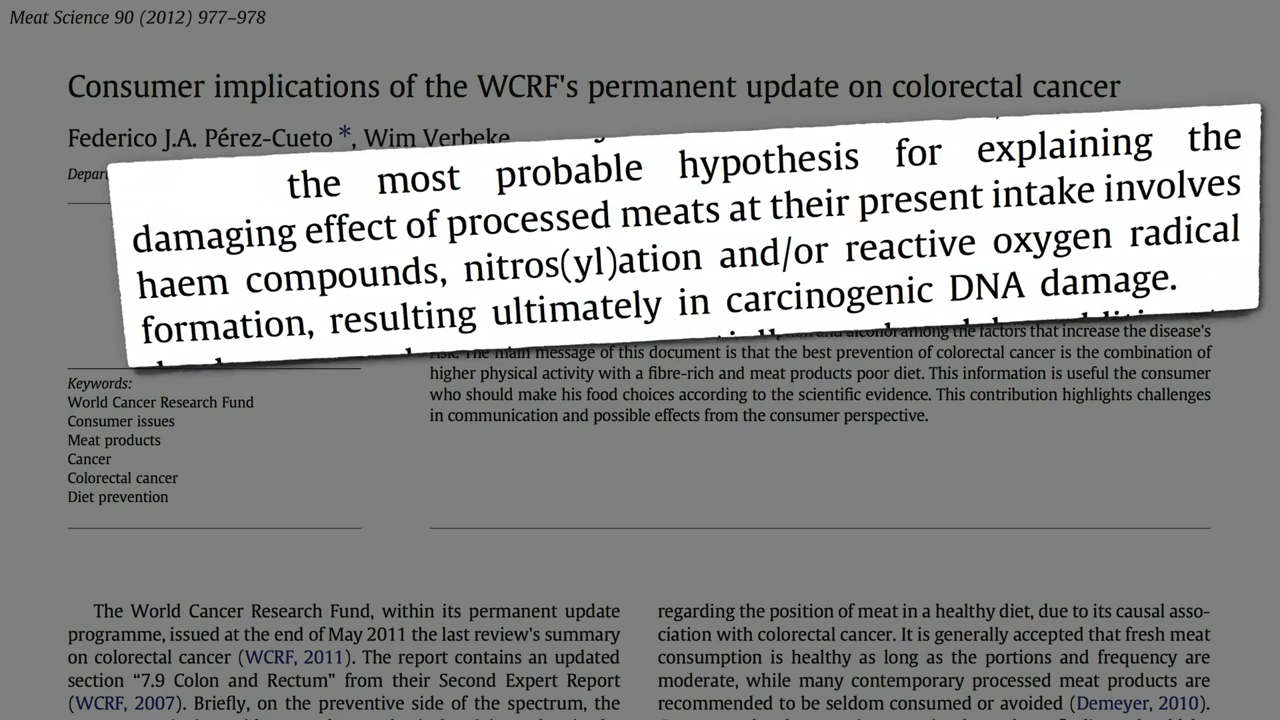 Meat Science 90 (2012) 977–978
Consumer implications of the WCRF's permanent update on colorectal cancer
Federico J.A. Pérez-Cueto *, Wim Verbeke
the most probable hypothesis for explaining the
damaging effect of processed meats at their present intake involves
haem compounds, nitros(yl)ation and/or reactive oxygen radical
formation, resulting ultimately in carcinogenic DNA damage.
and alcohol among the factors that increase the disease's
risk. The main message of this document is that the best prevention of colorectal cancer is the combination of
higher physical activity with a fibre-rich and meat products poor diet. This information is useful the consumer
who should make his food choices according to the scientific evidence. This contribution highlights challenges
in communication and possible effects from the consumer perspective.
Keywords:
World Cancer Research Fund
Consumer issues
Meat products
Cancer
Colorectal cancer
Diet prevention
The World Cancer Research Fund, within its permanent update
programme, issued at the end of May 2011 the last review's summary
on colorectal cancer (WCRF, 2011). The report contains an updated
section “7.9 Colon and Rectum” from their Second Expert Report
(WCRF, 2007). Briefly, on the preventive side of the spectrum, the
regarding the position of meat in a healthy diet, due to its causal asso-
ciation with colorectal cancer. It is generally accepted that fresh meat
consumption is healthy as long as the portions and frequency are
moderate, while many contemporary processed meat products are
recommended to be seldom consumed or avoided (Demeyer, 2010).